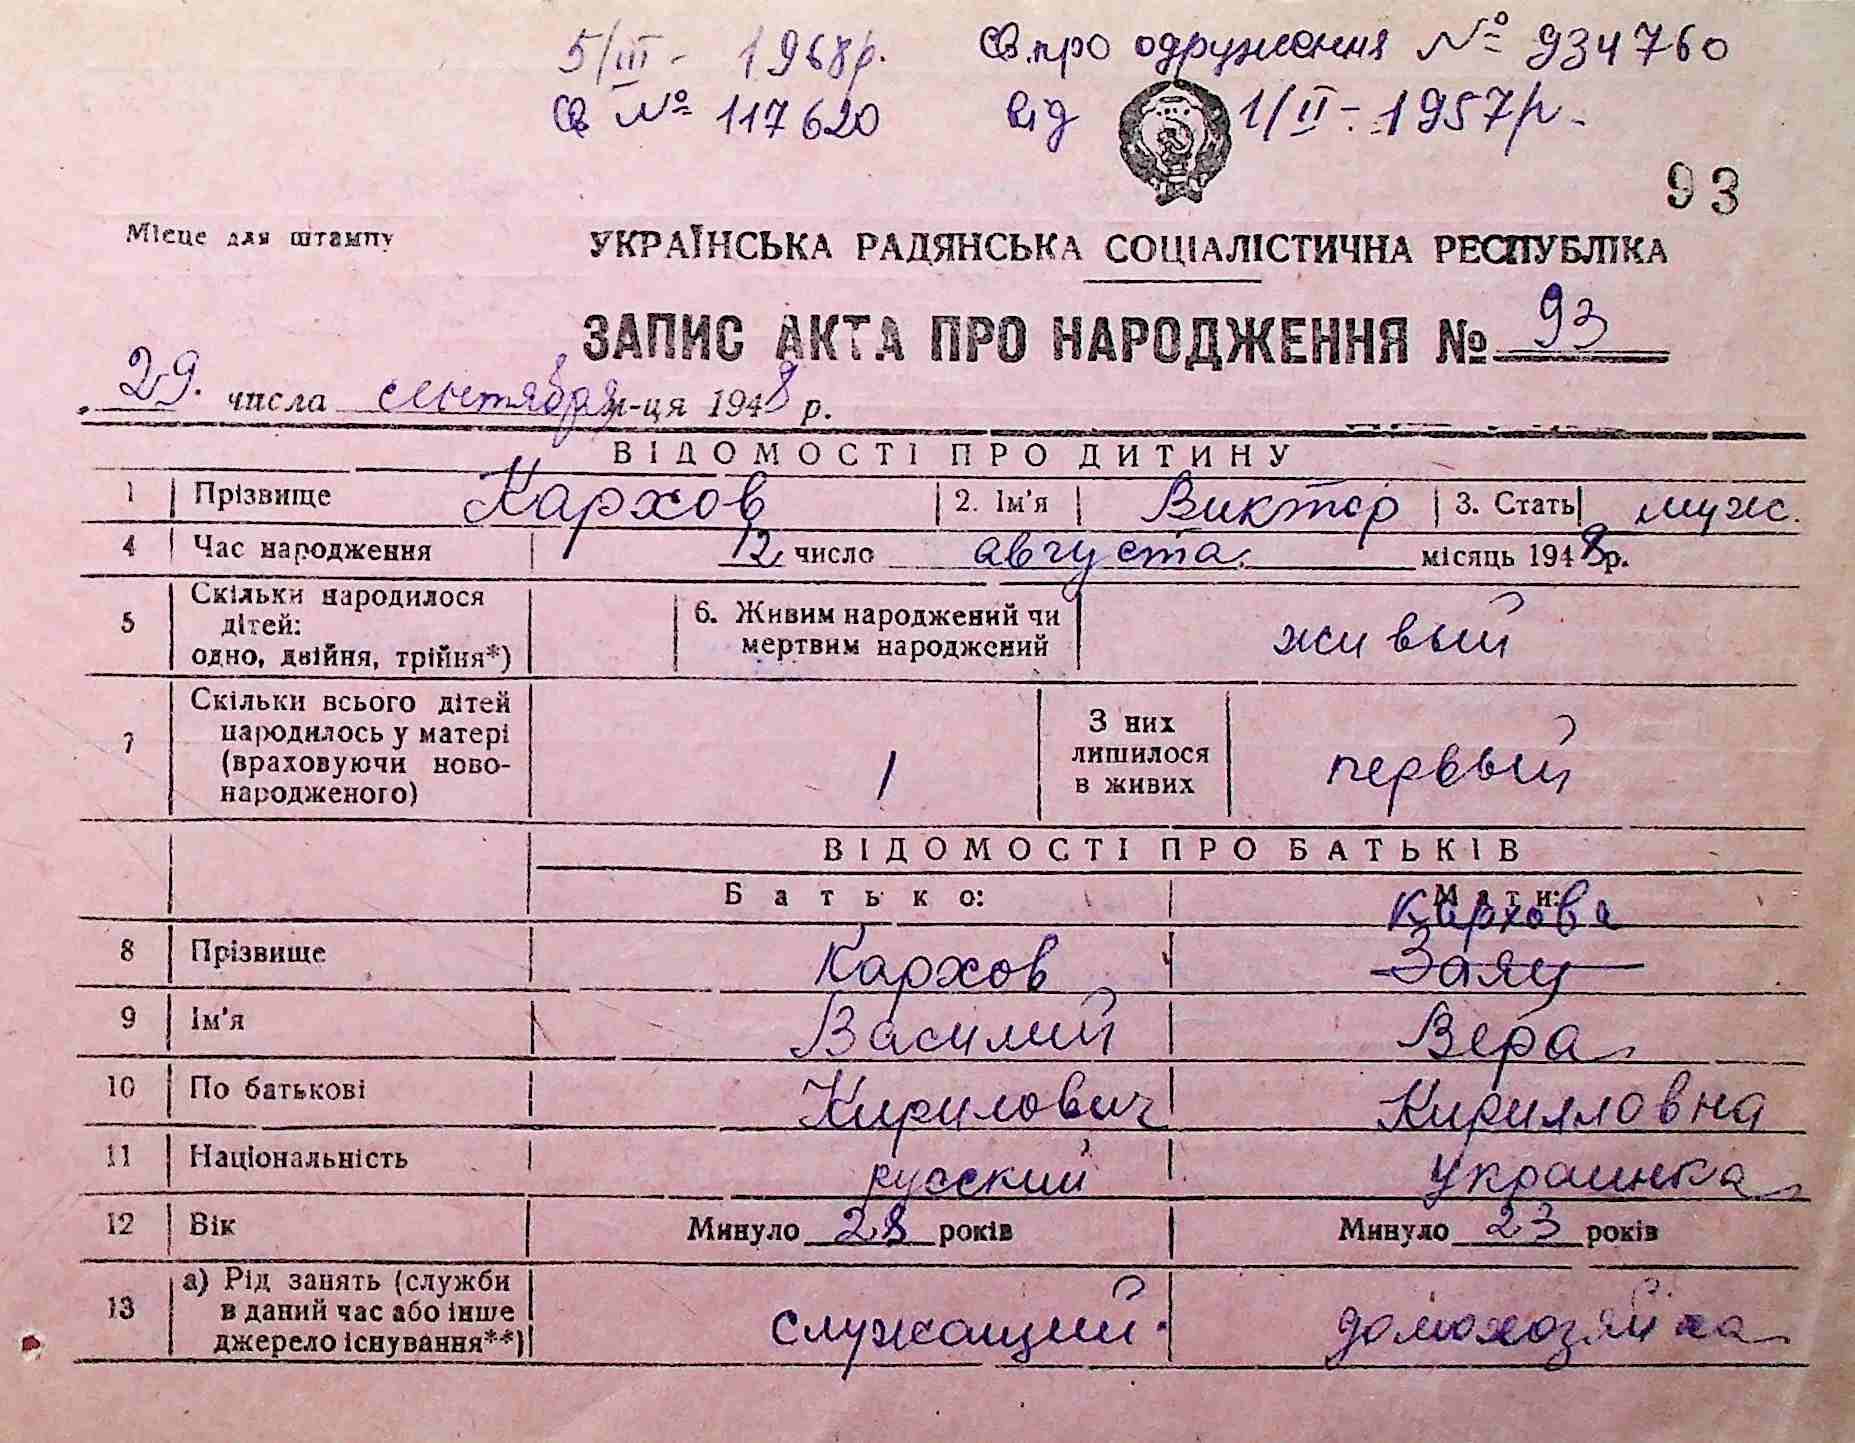 5/III - 1968р. Св. про одруження № 934760
Св № 117620 від 1/II - 1957р.
93
Місце для штампу
УКРАЇНСЬКА РАДЯНСЬКА СОЦІАЛІСТИЧНА РЕСПУБЛІКА
ЗАПИС АКТА ПРО НАРОДЖЕННЯ № 93
29. числа сентября м-ця 1948 р.
ВІДОМОСТІ ПРО ДИТИНУ
1 Прізвище Кархов 2. Ім'я Виктор 3. Стать муж.
4 Час народження 12 число августа місяць 1948р.
5 Скільки народилося дітей: одно, двійня, трійня*) 6. Живим народжений чи мертвим народжений живый
7 Скільки всього дітей народилось у матері (враховуючи ново-народженого) 1 З них лишилося в живих первый
ВІДОМОСТІ ПРО БАТЬКІВ
Батько: Мати:
Кархова
8 Прізвище Кархов Заяц
9 Ім'я Василий Вера
10 По батькові Кирилович Кирилловна
11 Національність русский украинка
12 Вік Минуло 28 років Минуло 23 років
13 а) Рід занять (служби в даний час або інше джерело існування**) служащий. домохозяйка